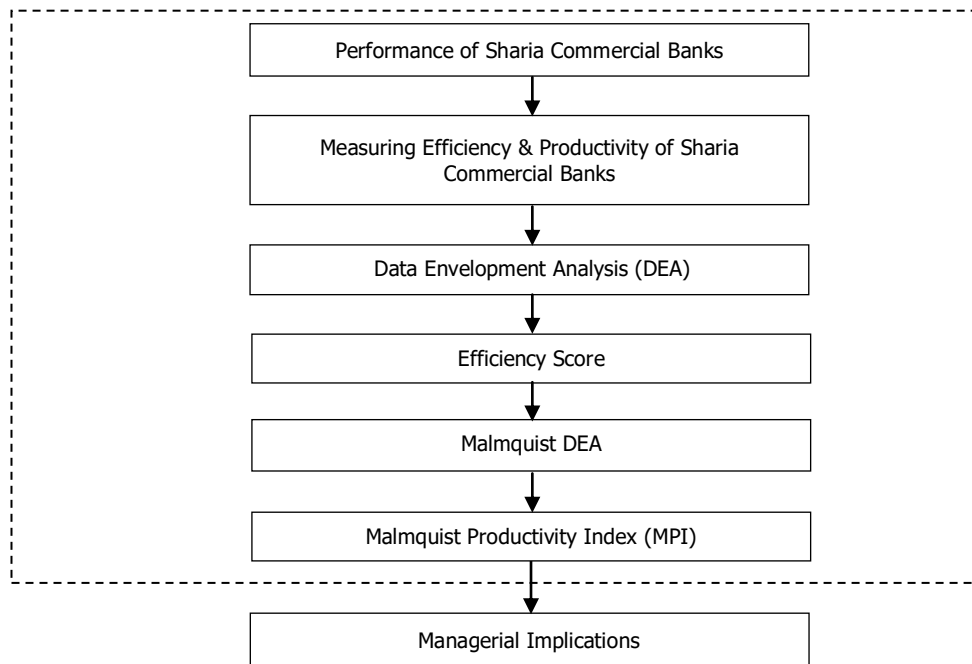 Performance of Sharia Commercial Banks
Measuring Efficiency & Productivity of Sharia
Commercial Banks
Data Envelopment Analysis (DEA)
Efficiency Score
Malmquist DEA
Malmquist Productivity Index (MPI)
Managerial Implications